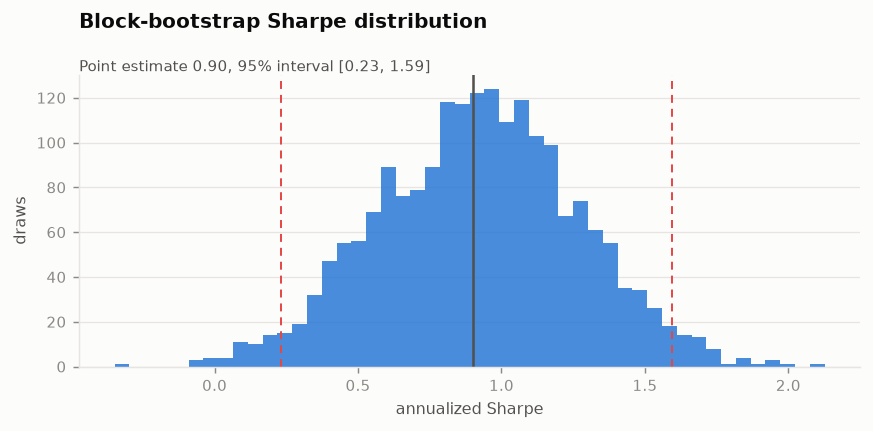 Block-bootstrap Sharpe distribution
Point estimate 0.90, 95% interval [0.23, 1.59]
120
100
80
60
40
20
0
draws
0.0 0.5 1.0 1.5 2.0
annualized Sharpe